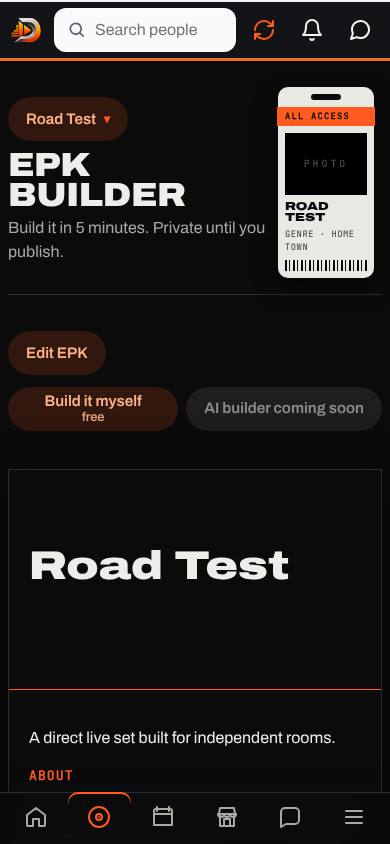 Search people
Road Test ▾
EPK
BUILDER
Build it in 5 minutes. Private until you
publish.
ALL ACCESS
PHOTO
ROAD
TEST
GENRE · HOME
TOWN
Edit EPK
Build it myself
free
AI builder coming soon
Road Test
A direct live set built for independent rooms.
ABOUT